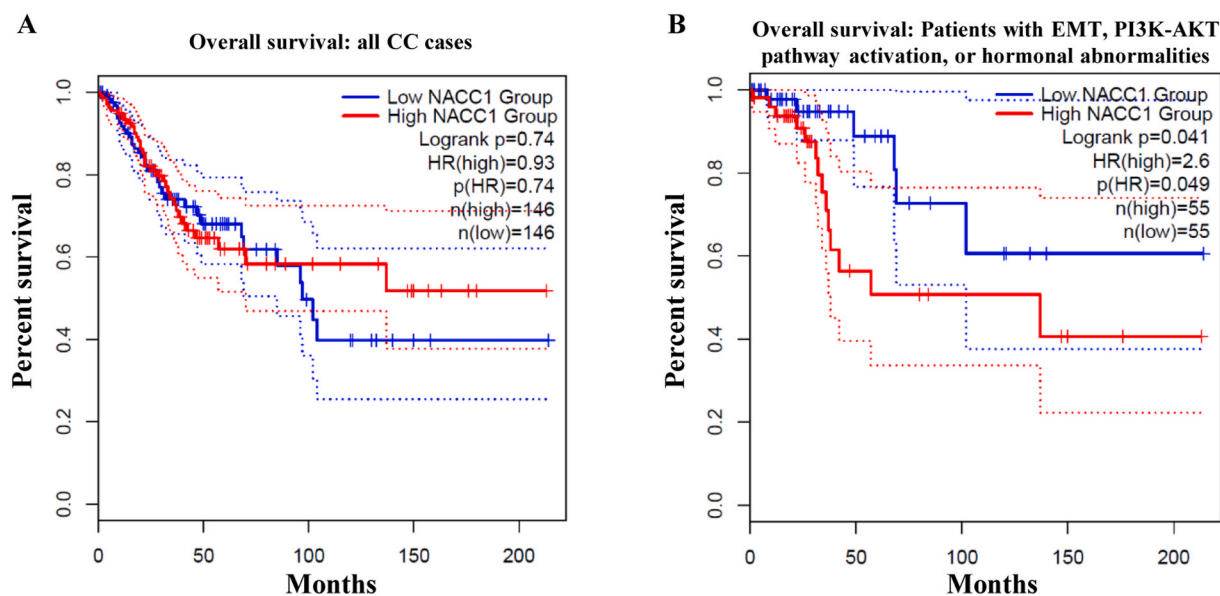 A
Overall survival: all CC cases
Low NACC1 Group
High NACC1 Group
Logrank p=0.74
HR(high)=0.93
p(HR)=0.74
n(high)=146
n(low)=146
Percent survival
1.0
0.8
0.6
0.4
0.2
0.0
0
50
100
150
200
Months
B
Overall survival: Patients with EMT, PI3K-AKT
pathway activation, or hormonal abnormalities
Low NACC1 Group
High NACC1 Group
Logrank p=0.041
HR(high)=2.6
p(HR)=0.049
n(high)=55
n(low)=55
Percent survival
1.0
0.8
0.6
0.4
0.2
0.0
0
50
100
150
200
Months